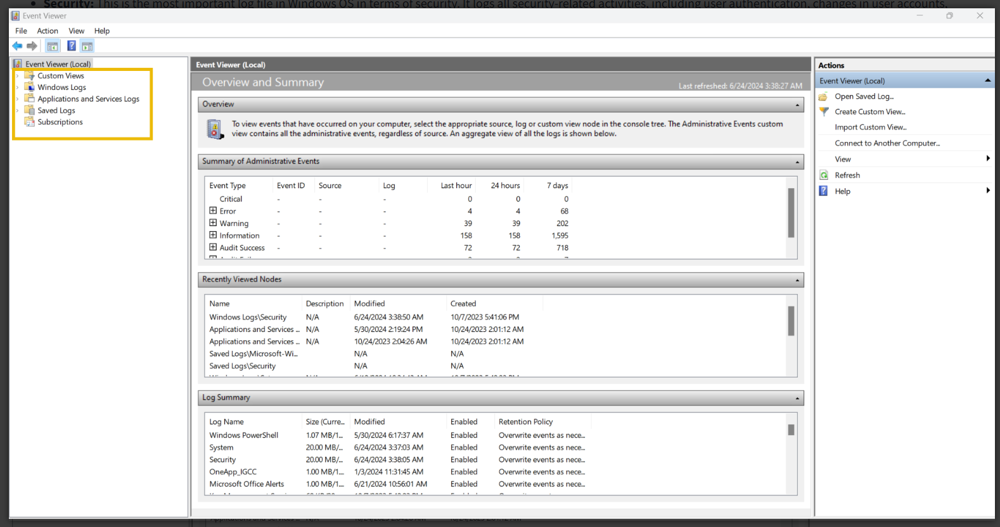 Security: This is the most important log file in Windows OS in terms of security. It logs all security-related activities, including user authentication, changes in user accounts,
Event Viewer
File Action View Help
Event Viewer (Local)
Custom Views
Windows Logs
Applications and Services Logs
Saved Logs
Subscriptions
Event Viewer (Local)
Overview and Summary
Last refreshed: 6/24/2024 3:38:27 AM
Overview
To view events that have occurred on your computer, select the appropriate source, log or custom view node in the console tree. The Administrative Events custom
view contains all the administrative events, regardless of source. An aggregate view of all the logs is shown below.
Summary of Administrative Events
Event Type Event ID Source Log Last hour 24 hours 7 days
Critical - - - 0 0 0
Error - - - 4 4 68
Warning - - - 39 39 202
Information - - - 158 158 1,595
Audit Success - - - 72 72 718
Recently Viewed Nodes
Name Description Modified Created
Windows Logs\Security N/A 6/24/2024 3:38:50 AM 10/7/2023 5:41:06 PM
Applications and Services ... N/A 5/30/2024 2:19:24 PM 10/24/2023 2:01:12 AM
Applications and Services ... N/A 10/24/2023 2:04:26 AM 10/24/2023 2:01:12 AM
Saved Logs\Microsoft-Wi... N/A N/A
Saved Logs\Security N/A N/A
Log Summary
Log Name Size (Curre... Modified Enabled Retention Policy
Windows PowerShell 1.07 MB/1... 5/30/2024 6:17:37 AM Enabled Overwrite events as nece...
System 20.00 MB/... 6/24/2024 3:37:03 AM Enabled Overwrite events as nece...
Security 20.00 MB/... 6/24/2024 3:38:05 AM Enabled Overwrite events as nece...
OneApp_IGCC 1.00 MB/1... 1/3/2024 11:31:45 AM Enabled Overwrite events as nece...
Microsoft Office Alerts 1.00 MB/1... 6/21/2024 10:56:01 AM Enabled Overwrite events as nece...
Actions
Event Viewer (Local)
Open Saved Log...
Create Custom View...
Import Custom View...
Connect to Another Computer...
View
Refresh
Help